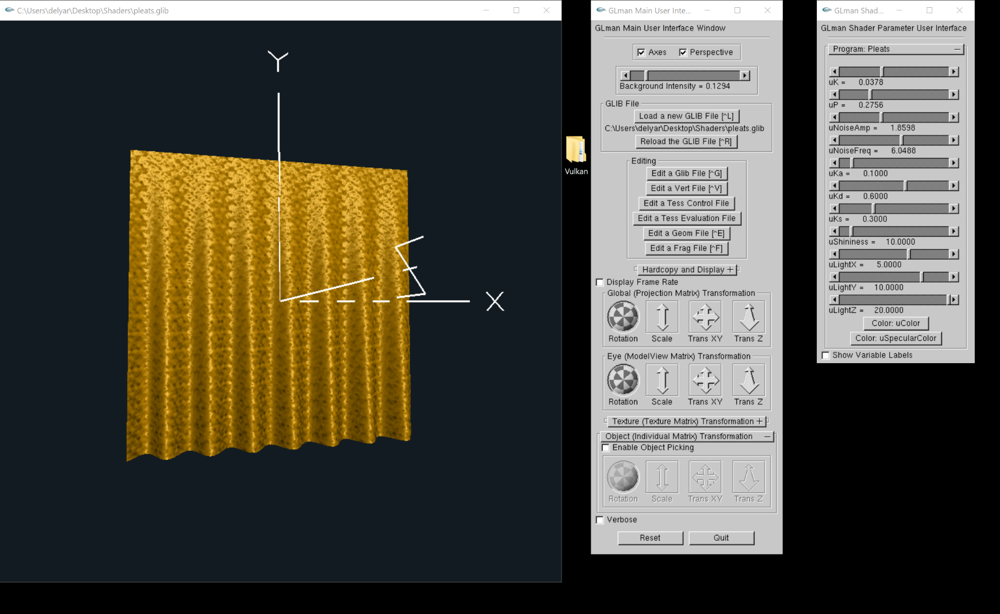 C:\Users\delyar\Desktop\Shaders\pleats.glib
Y
X
Z
Vulkan
GLman Main User Inte...
GLman Main User Interface Window
Axes
Perspective
Background Intensity = 0.1294
GLIB File
Load a new GLIB File [^L]
C:\Users\delyar\Desktop\Shaders\pleats.glib
Reload the GLIB File [^R]
Editing
Edit a Glib File [^G]
Edit a Vert File [^V]
Edit a Tess Control File
Edit a Tess Evaluation File
Edit a Geom File [^E]
Edit a Frag File [^F]
Hardcopy and Display +
Display Frame Rate
Global (Projection Matrix) Transformation
Rotation Scale Trans XY Trans Z
Eye (ModelView Matrix) Transformation
Rotation Scale Trans XY Trans Z
Texture (Texture Matrix) Transformation +
Object (Individual Matrix) Transformation –
Enable Object Picking
Rotation Scale Trans XY Trans Z
Verbose
Reset
Quit
GLman Shad...
GLman Shader Parameter User Interface
Program: Pleats –
uK = 0.0378
uP = 0.2756
uNoiseAmp = 1.8598
uNoiseFreq = 6.0488
uKa = 0.1000
uKd = 0.6000
uKs = 0.3000
uShininess = 10.0000
uLightX = 5.0000
uLightY = 10.0000
uLightZ = 20.0000
Color: uColor
Color: uSpecularColor
Show Variable Labels